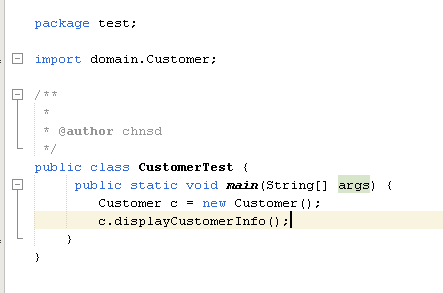 package test;
import domain.Customer;
/**
*
* @author chnsd
*/
public class CustomerTest {
public static void main(String[] args) {
Customer c = new Customer();
c.displayCustomerInfo();
}
}